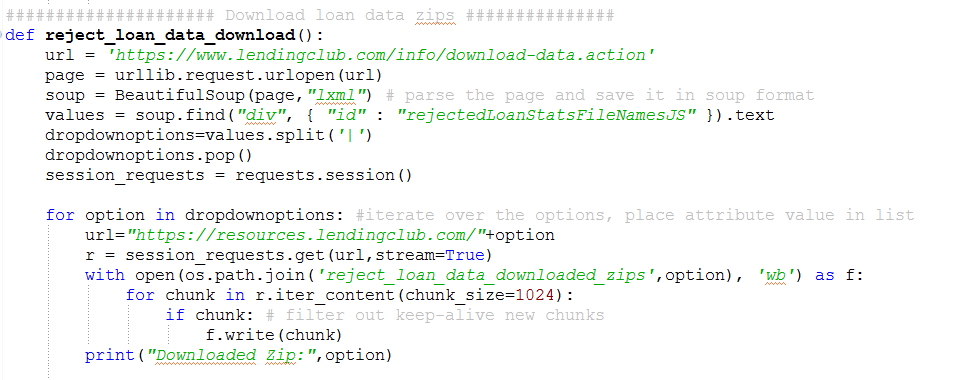 ##################### Download loan data zips ###############
def reject_loan_data_download():
    url = 'https://www.lendingclub.com/info/download-data.action'
    page = urllib.request.urlopen(url)
    soup = BeautifulSoup(page,"lxml") # parse the page and save it in soup format
    values = soup.find("div", { "id" : "rejectedLoanStatsFileNamesJS" }).text
    dropdownoptions=values.split('|')
    dropdownoptions.pop()
    session_requests = requests.session()

    for option in dropdownoptions: #iterate over the options, place attribute value in list
        url="https://resources.lendingclub.com/"+option
        r = session_requests.get(url,stream=True)
        with open(os.path.join('reject_loan_data_downloaded_zips',option), 'wb') as f:
            for chunk in r.iter_content(chunk_size=1024):
                if chunk: # filter out keep-alive new chunks
                    f.write(chunk)
        print("Downloaded Zip:",option)